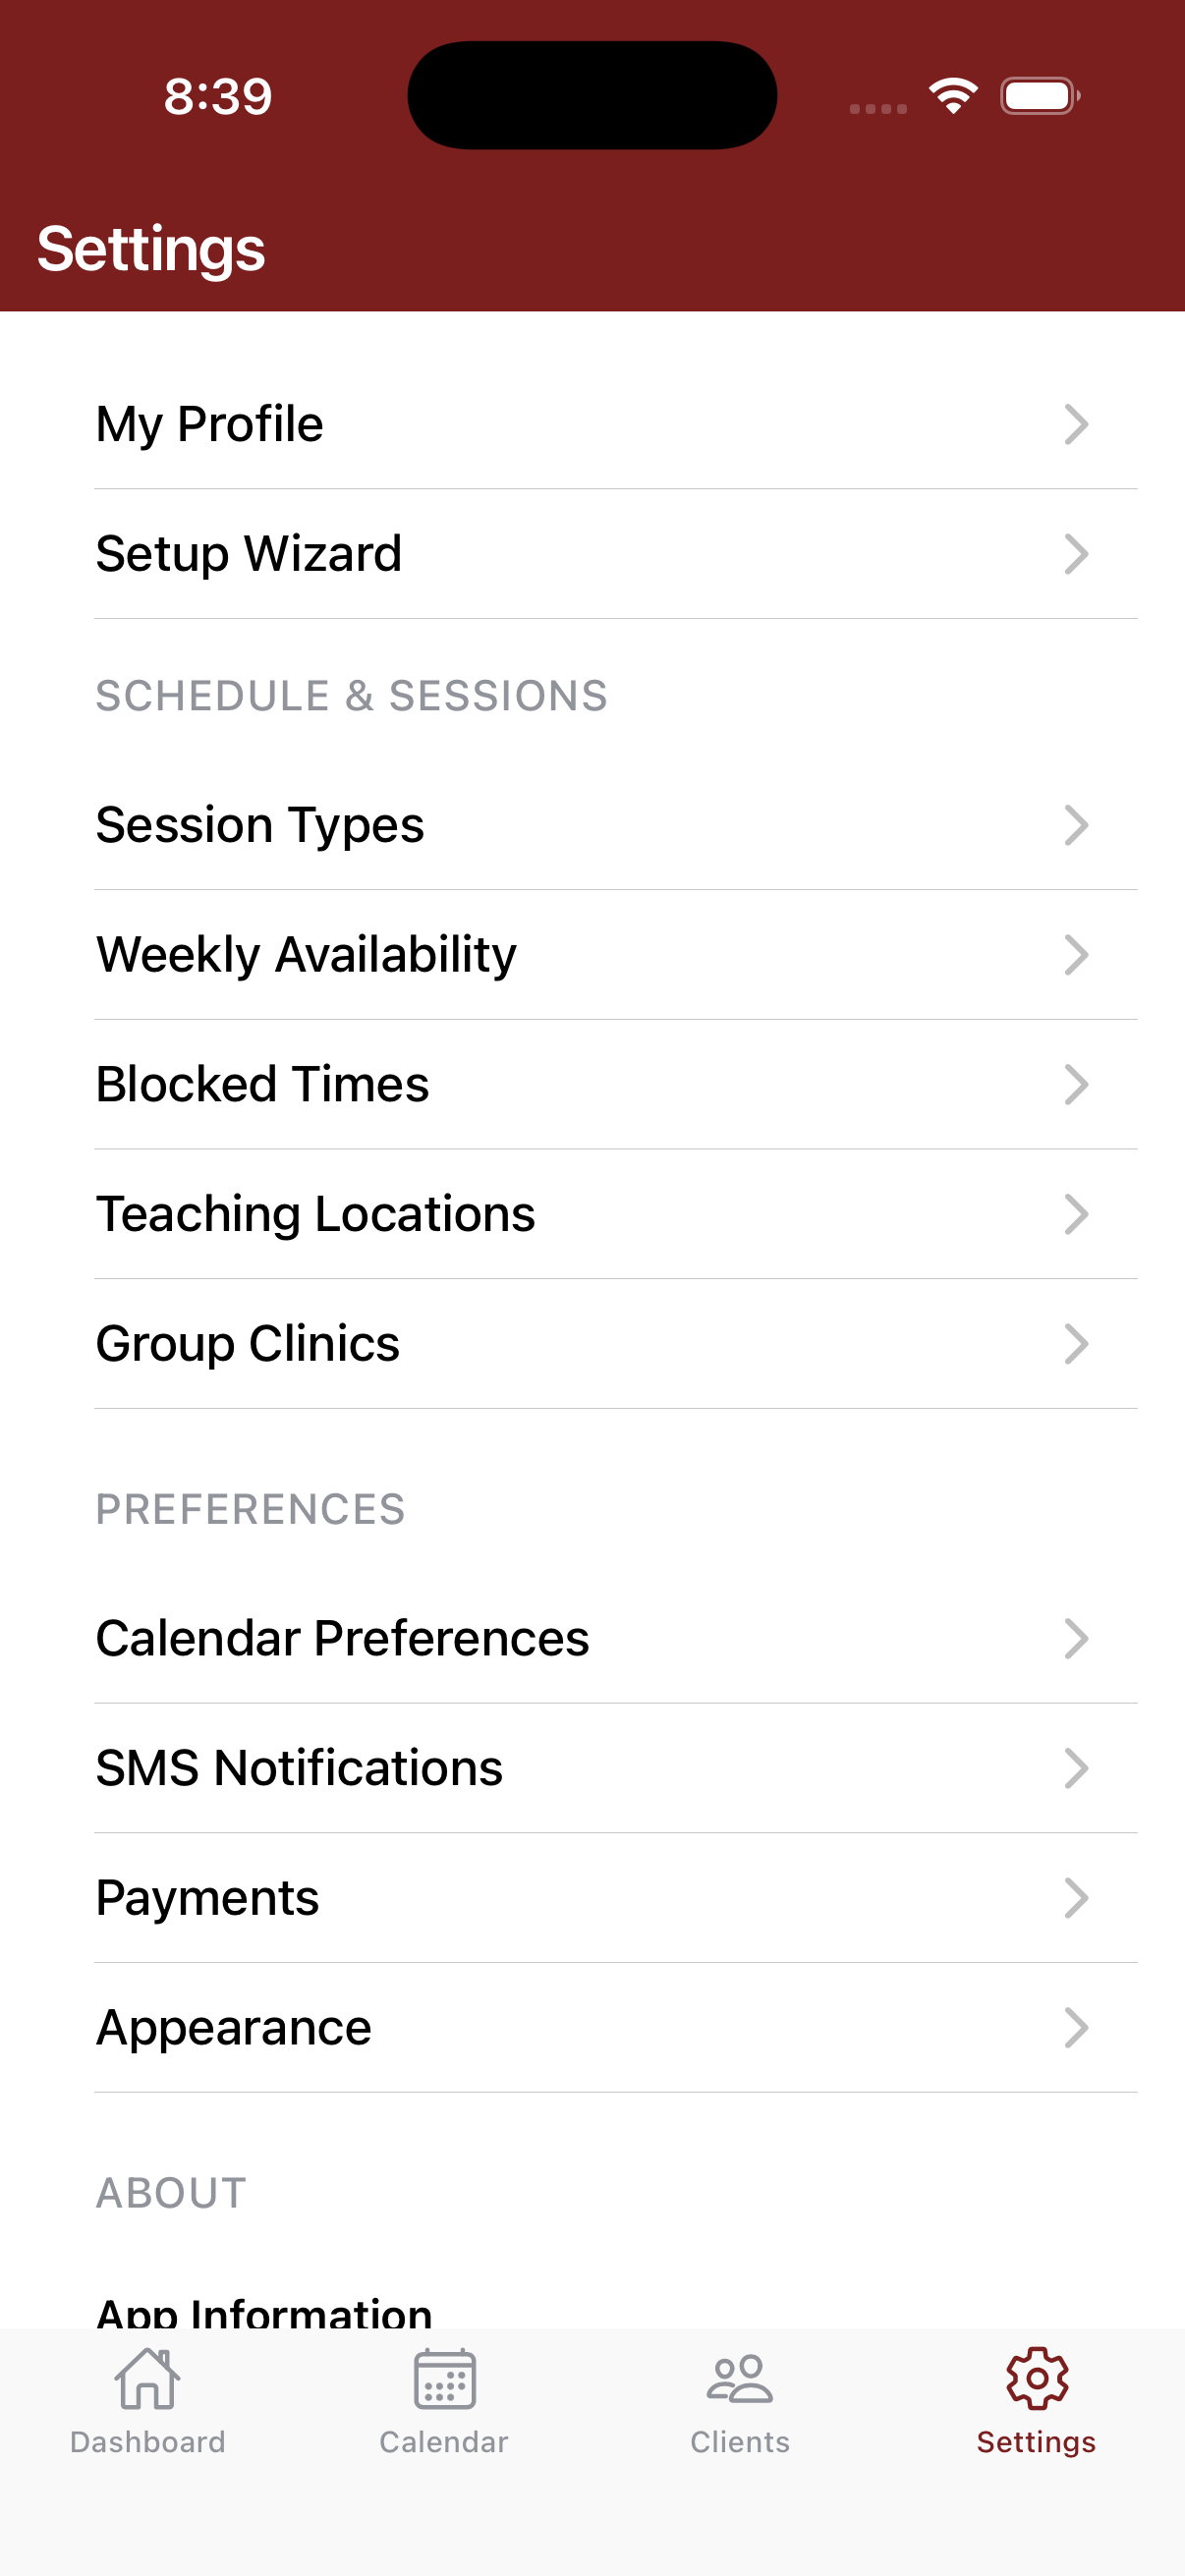 8:39
Settings
My Profile
Setup Wizard
SCHEDULE & SESSIONS
Session Types
Weekly Availability
Blocked Times
Teaching Locations
Group Clinics
PREFERENCES
Calendar Preferences
SMS Notifications
Payments
Appearance
ABOUT
App Information
Dashboard
Calendar
Clients
Settings